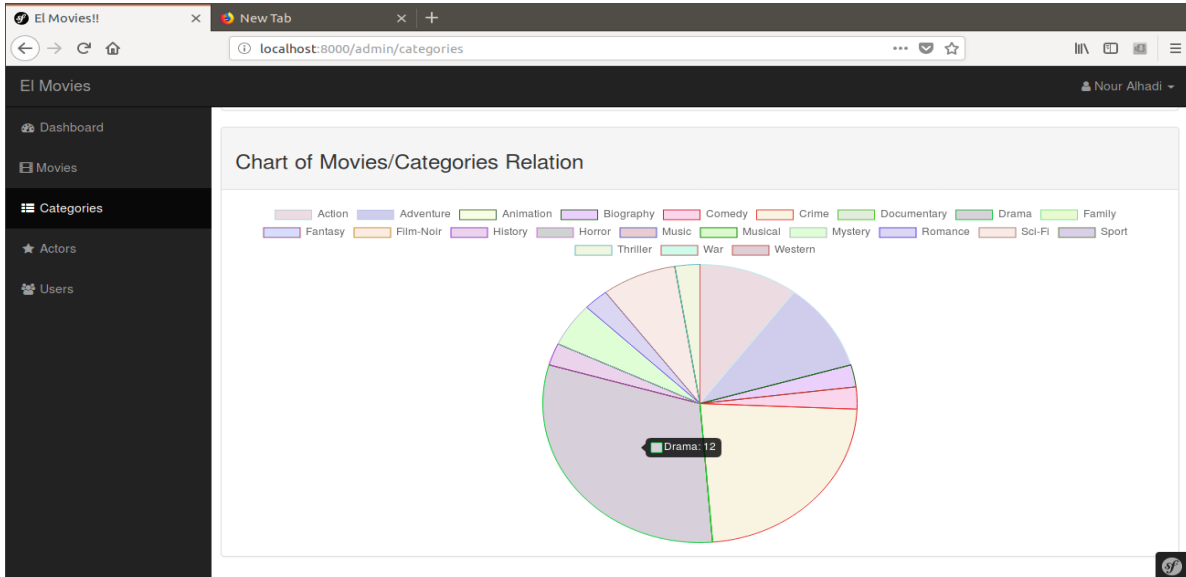 El Movies!!
New Tab
localhost:8000/admin/categories
El Movies
Nour Alhadi
Dashboard
Movies
Categories
Actors
Users
Chart of Movies/Categories Relation
Action Adventure Animation Biography Comedy Crime Documentary Drama Family
Fantasy Film-Noir History Horror Music Musical Mystery Romance Sci-Fi Sport
Thriller War Western
Drama: 12
sf